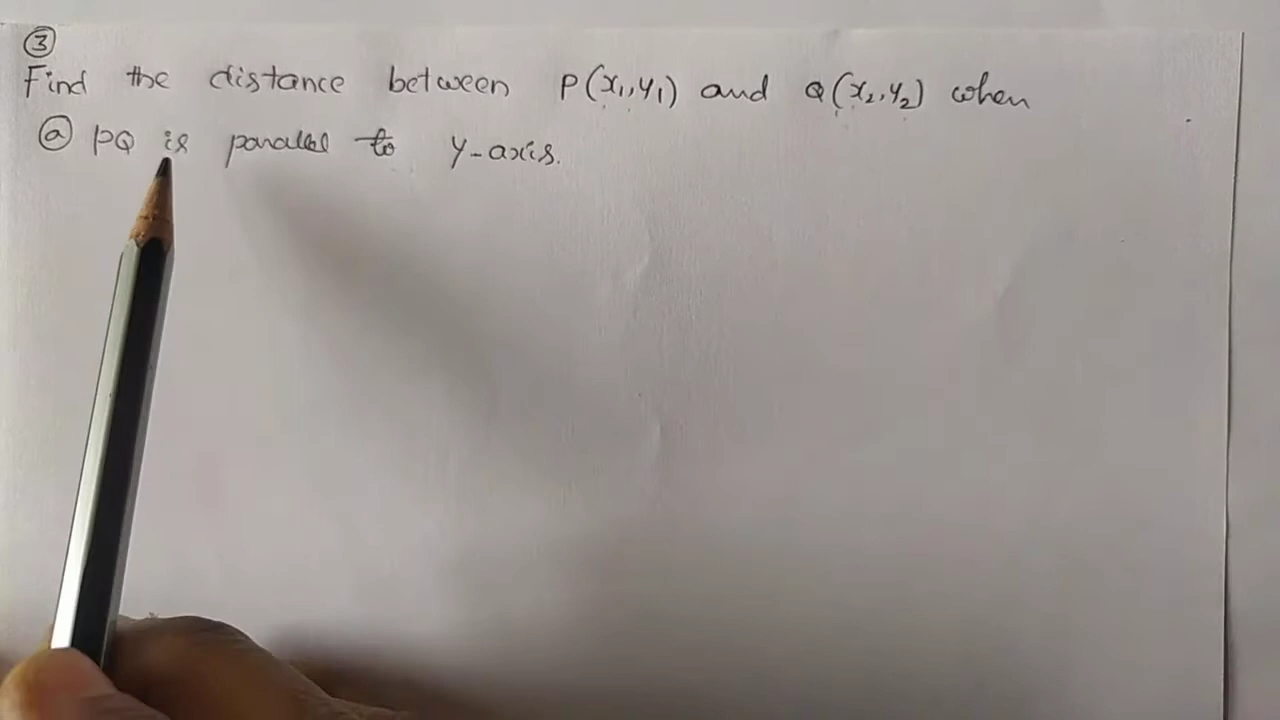 ③
Find the distance between P(x₁,y₁) and Q(x₂,y₂) when
ⓐ PQ is parallel to y-axis.